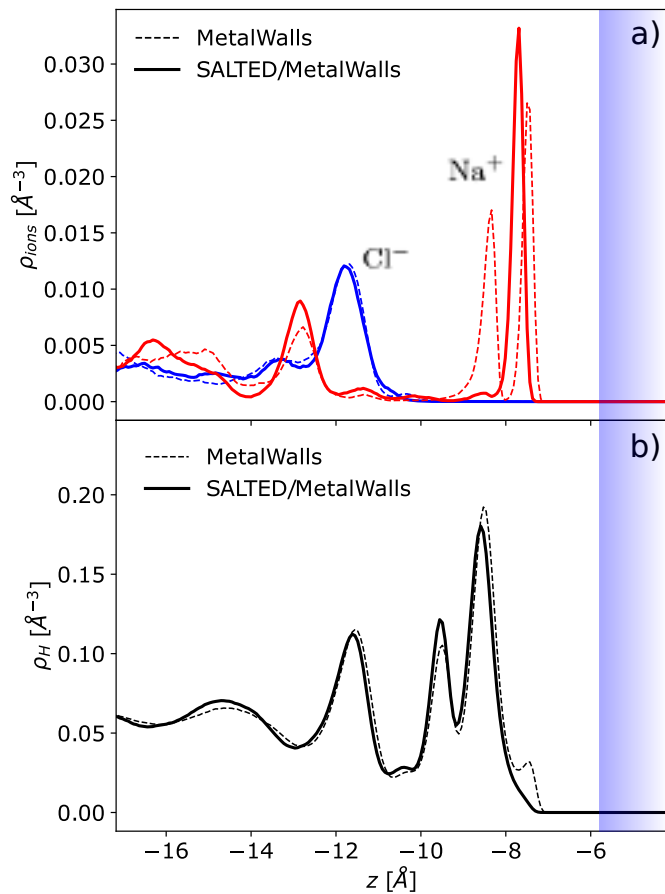 a)
MetalWalls
SALTED/MetalWalls
0.030
0.025
0.020
0.015
0.010
0.005
0.000
ρ_ions [Å⁻³]
Na⁺
Cl⁻
b)
MetalWalls
SALTED/MetalWalls
0.20
0.15
0.10
0.05
0.00
ρ_H [Å⁻³]
−16 −14 −12 −10 −8 −6
z [Å]